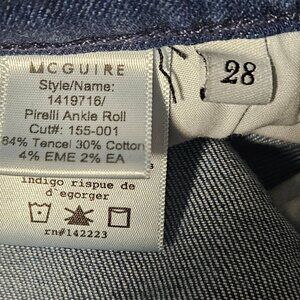 MCGUIRE
Style/Name:
1419716/
Pirelli Ankle Roll
Cut#: 155-001
64% Tencel 30% Cotton
4% EME 2% EA
indigo rispue de
d'egorger
rn#142223
28